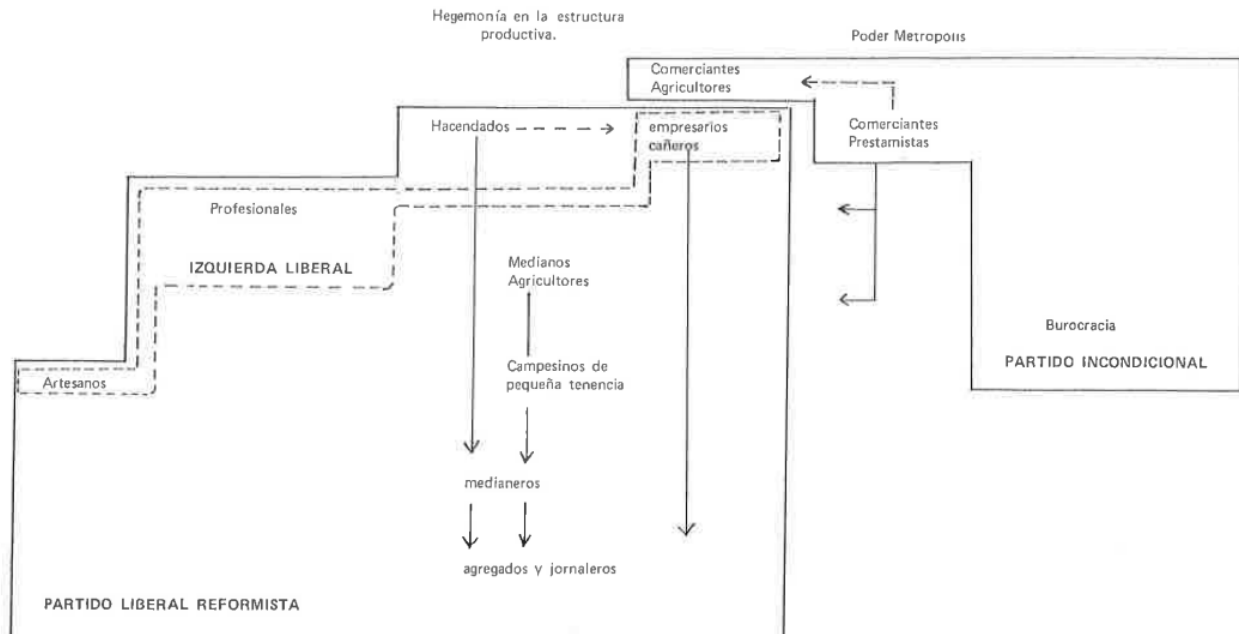 Hegemonía en la estructura
productiva.
Poder Metropolis
Comerciantes
Agricultores
Hacendados
empresarios
cañeros
Comerciantes
Prestamistas
Profesionales
IZQUIERDA LIBERAL
Medianos
Agricultores
Burocracia
PARTIDO INCONDICIONAL
Artesanos
Campesinos de
pequeña tenencia
medianeros
agregados y jornaleros
PARTIDO LIBERAL REFORMISTA